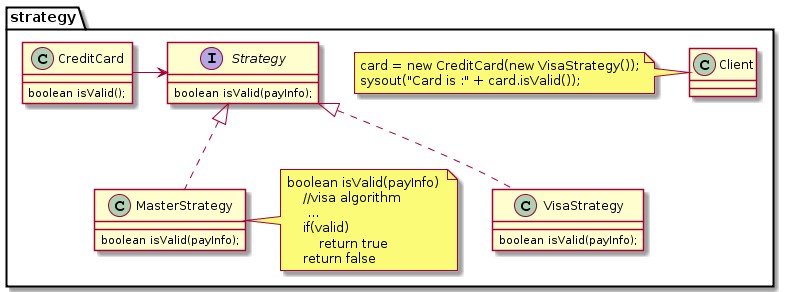 strategy
C CreditCard
boolean isValid();
I Strategy
boolean isValid(payInfo);
card = new CreditCard(new VisaStrategy());
sysout("Card is :" + card.isValid());
C Client
C MasterStrategy
boolean isValid(payInfo);
boolean isValid(payInfo)
//visa algorithm
...
if(valid)
return true
return false
C VisaStrategy
boolean isValid(payInfo);